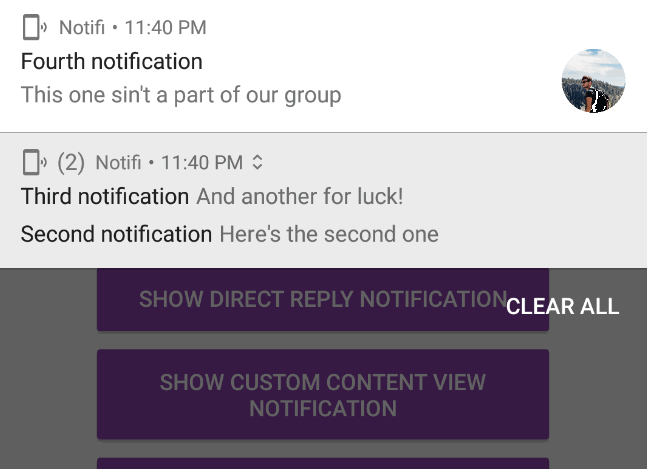 Notifi • 11:40 PM
Fourth notification
This one sin't a part of our group
(2) Notifi • 11:40 PM
Third notification And another for luck!
Second notification Here's the second one
SHOW DIRECT REPLY NOTIFICATION
CLEAR ALL
SHOW CUSTOM CONTENT VIEW
NOTIFICATION